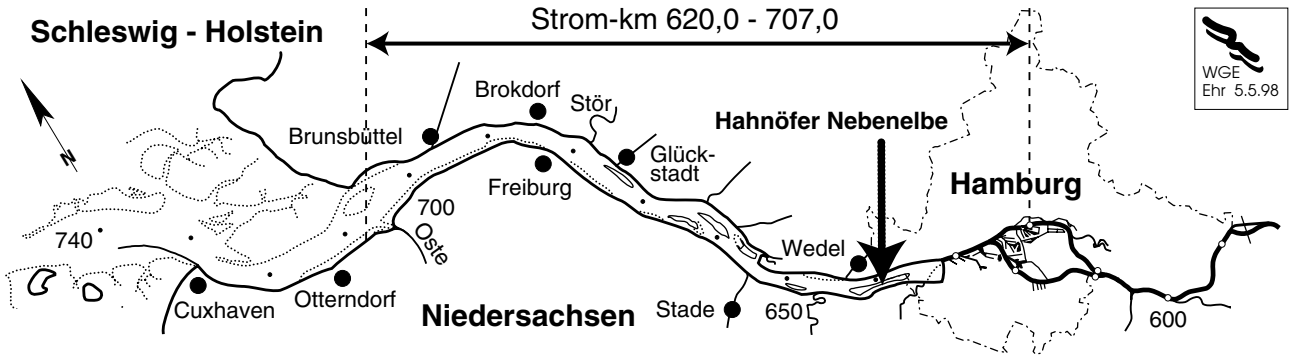 Strom-km 620,0 - 707,0
Schleswig - Holstein
WGE
Ehr 5.5.98
Brokdorf
Stör
Brunsbüttel
Hahnöfer Nebenelbe
Glück-
stadt
N
Freiburg
Hamburg
700
Oste
740
Wedel
Cuxhaven
Otterndorf
Niedersachsen
Stade
650
600